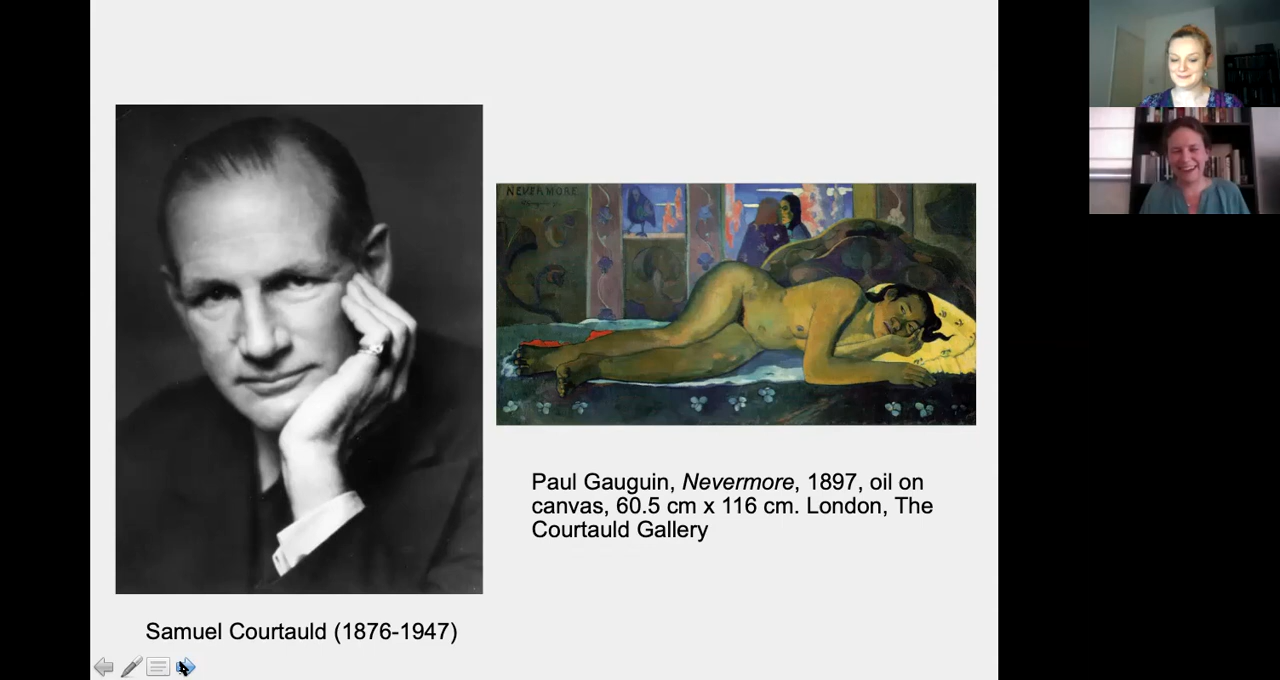 NEVERMORE
Paul Gauguin, Nevermore, 1897, oil on
canvas, 60.5 cm x 116 cm. London, The
Courtauld Gallery
Samuel Courtauld (1876-1947)